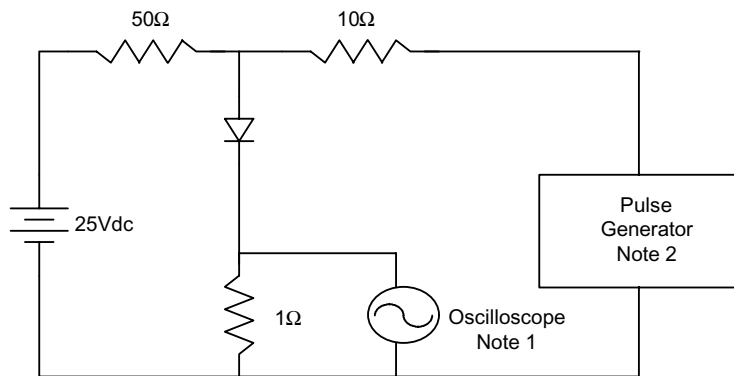 50Ω
10Ω
25Vdc
Pulse
Generator
Note 2
1Ω
Oscilloscope
Note 1